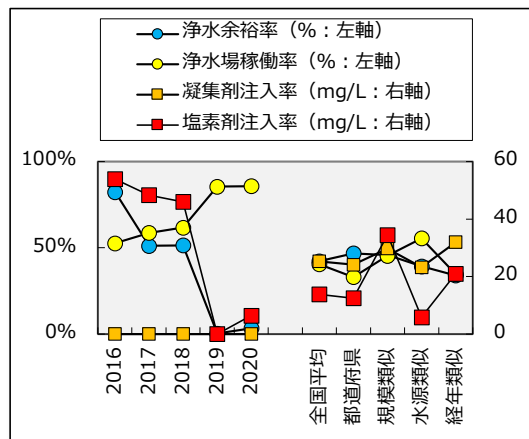 浄水余裕率（%：左軸）
浄水場稼働率（%：左軸）
凝集剤注入率（mg/L：右軸）
塩素剤注入率（mg/L：右軸）
100%
50%
0%
60
40
20
0
2016
2017
2018
2019
2020
全国平均
都道府県
規模類似
水源類似
経年類似